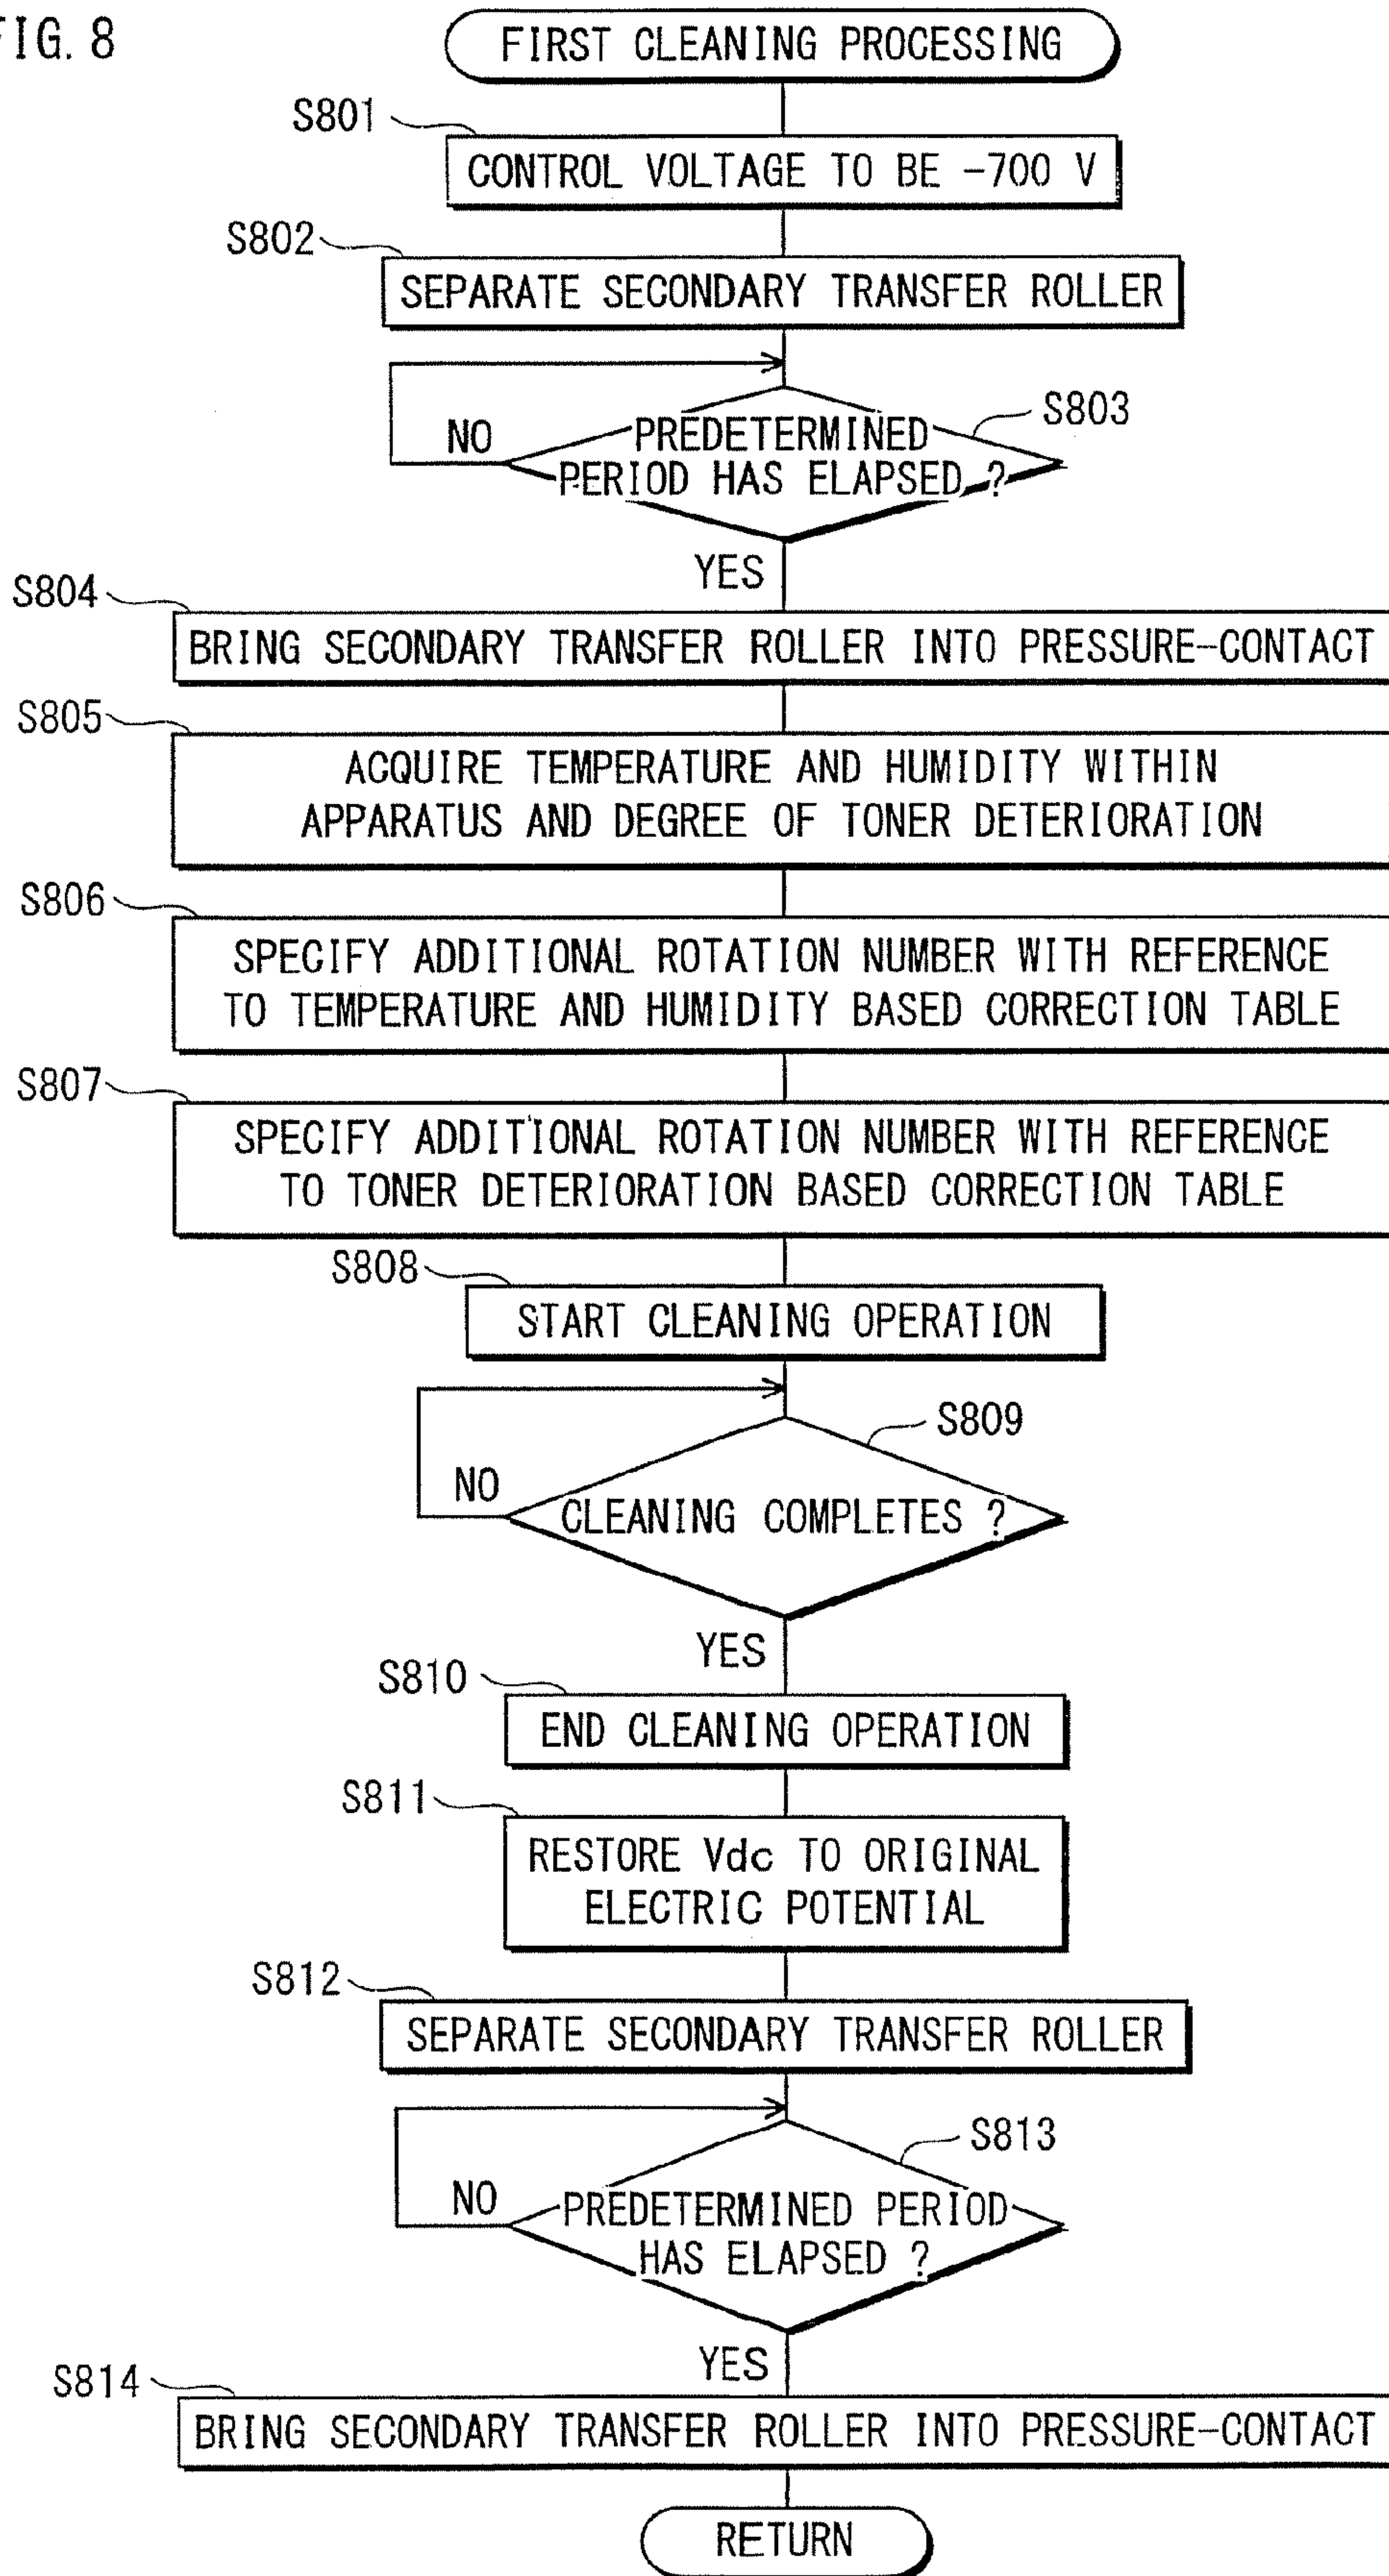 FIG. 8
FIRST CLEANING PROCESSING
S801
CONTROL VOLTAGE TO BE -700 V
S802
SEPARATE SECONDARY TRANSFER ROLLER
S803
NO
PREDETERMINED
PERIOD HAS ELAPSED ?
YES
S804
BRING SECONDARY TRANSFER ROLLER INTO PRESSURE-CONTACT
S805
ACQUIRE TEMPERATURE AND HUMIDITY WITHIN
APPARATUS AND DEGREE OF TONER DETERIORATION
S806
SPECIFY ADDITIONAL ROTATION NUMBER WITH REFERENCE
TO TEMPERATURE AND HUMIDITY BASED CORRECTION TABLE
S807
SPECIFY ADDITIONAL ROTATION NUMBER WITH REFERENCE
TO TONER DETERIORATION BASED CORRECTION TABLE
S808
START CLEANING OPERATION
S809
NO
CLEANING COMPLETES ?
YES
S810
END CLEANING OPERATION
S811
RESTORE Vdc TO ORIGINAL
ELECTRIC POTENTIAL
S812
SEPARATE SECONDARY TRANSFER ROLLER
S813
NO
PREDETERMINED PERIOD
HAS ELAPSED ?
YES
S814
BRING SECONDARY TRANSFER ROLLER INTO PRESSURE-CONTACT
RETURN